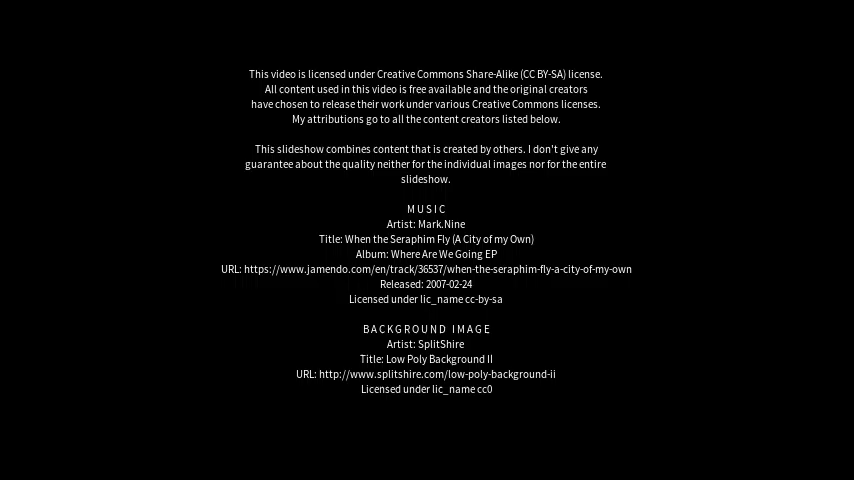 This video is licensed under Creative Commons Share-Alike (CC BY-SA) license.
All content used in this video is free available and the original creators
have chosen to release their work under various Creative Commons licenses.
My attributions go to all the content creators listed below.
This slideshow combines content that is created by others. I don't give any
guarantee about the quality neither for the individual images nor for the entire
slideshow.
MUSIC
Artist: Mark.Nine
Title: When the Seraphim Fly (A City of my Own)
Album: Where Are We Going EP
URL: https://www.jamendo.com/en/track/36537/when-the-seraphim-fly-a-city-of-my-own
Released: 2007-02-24
Licensed under lic_name cc-by-sa
BACKGROUND IMAGE
Artist: SplitShire
Title: Low Poly Background II
URL: http://www.splitshire.com/low-poly-background-ii
Licensed under lic_name cc0